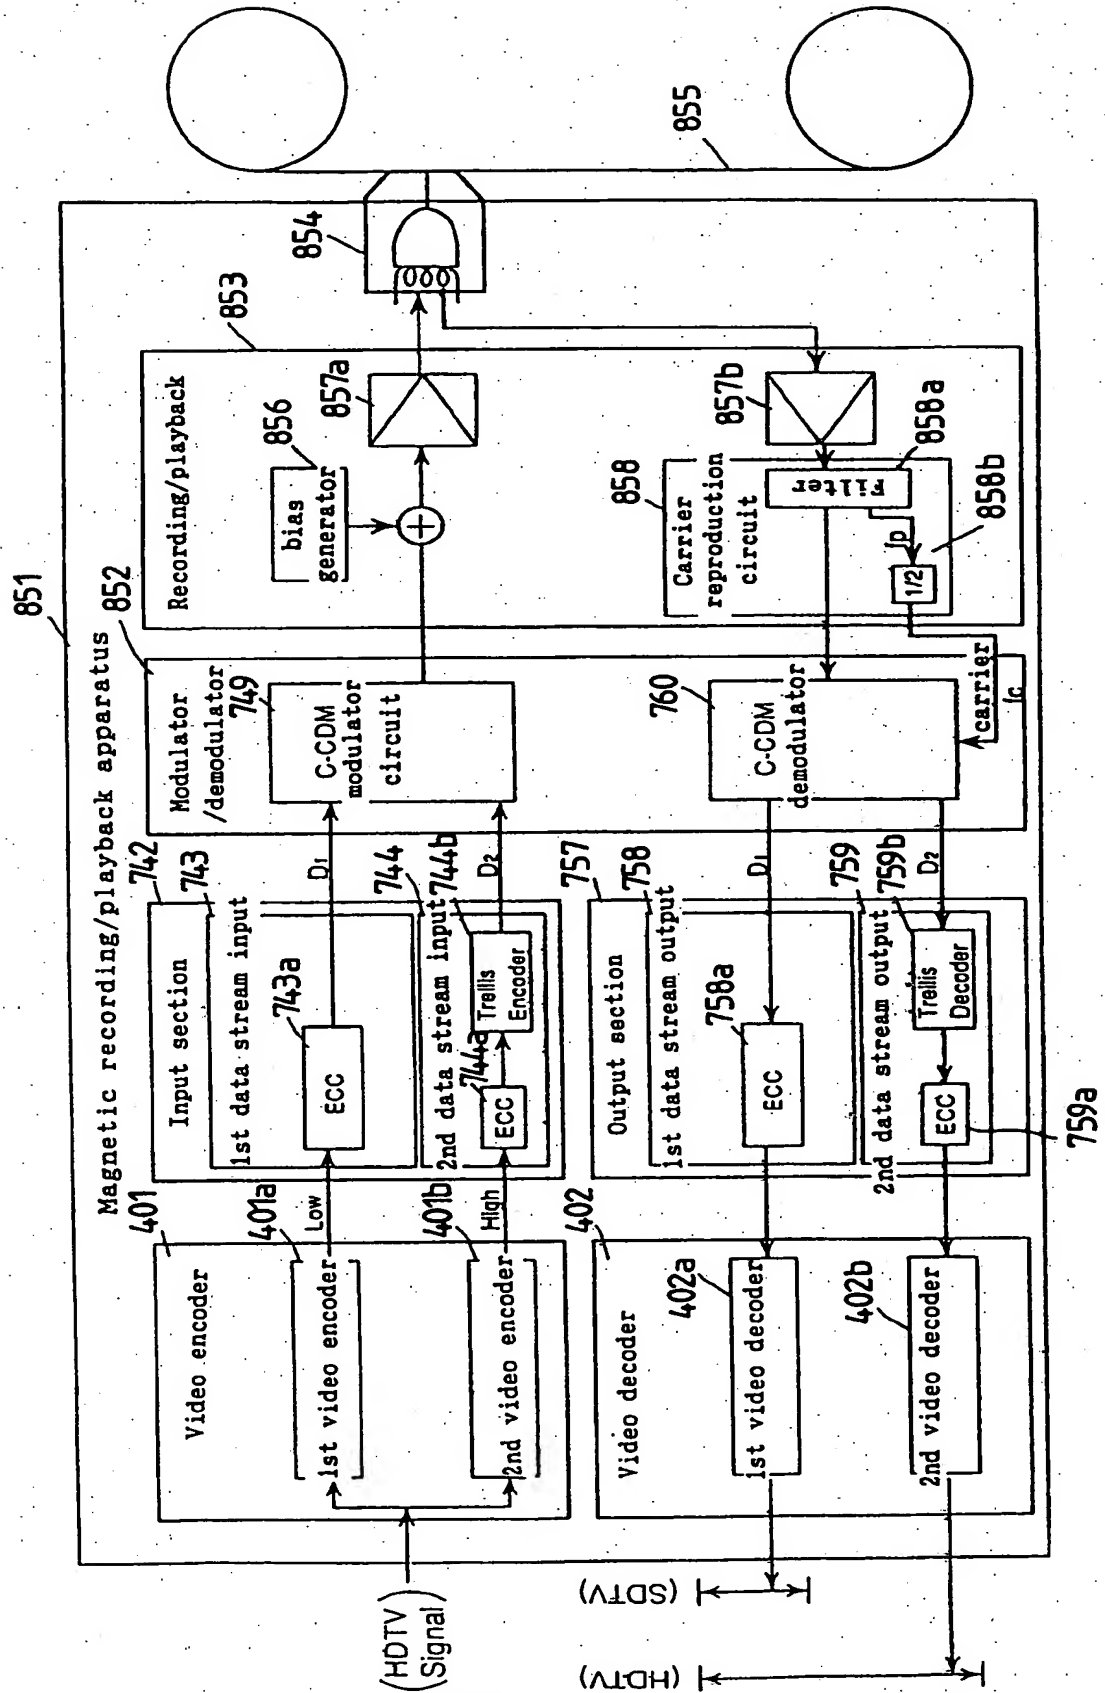 851
Magnetic recording/playback apparatus
401
Video encoder
401a
1st video encoder
401b
2nd video encoder
(HDTV)
(Signal)
Low
High
742
Input section
743
1st data stream input
743a
ECC
D1
744
2nd data stream input
744a
ECC
744b
Trellis
Encoder
D2
852
Modulator
/demodulator
749
C-CDM
modulator
circuit
853
Recording/playback
856
bias
generator
+
857a
854
855
857b
858
Carrier
reproduction
circuit
858a
Filter
fp
858b
1/2
carrier
fc
760
C-CDM
demodulator
D1
D2
757
Output section
758
1st data stream output
758a
ECC
759
2nd data stream output
759b
Trellis
Decoder
ECC
759a
402
Video decoder
402a
1st video decoder
402b
2nd video decoder
(SDTV)
(HDTV)